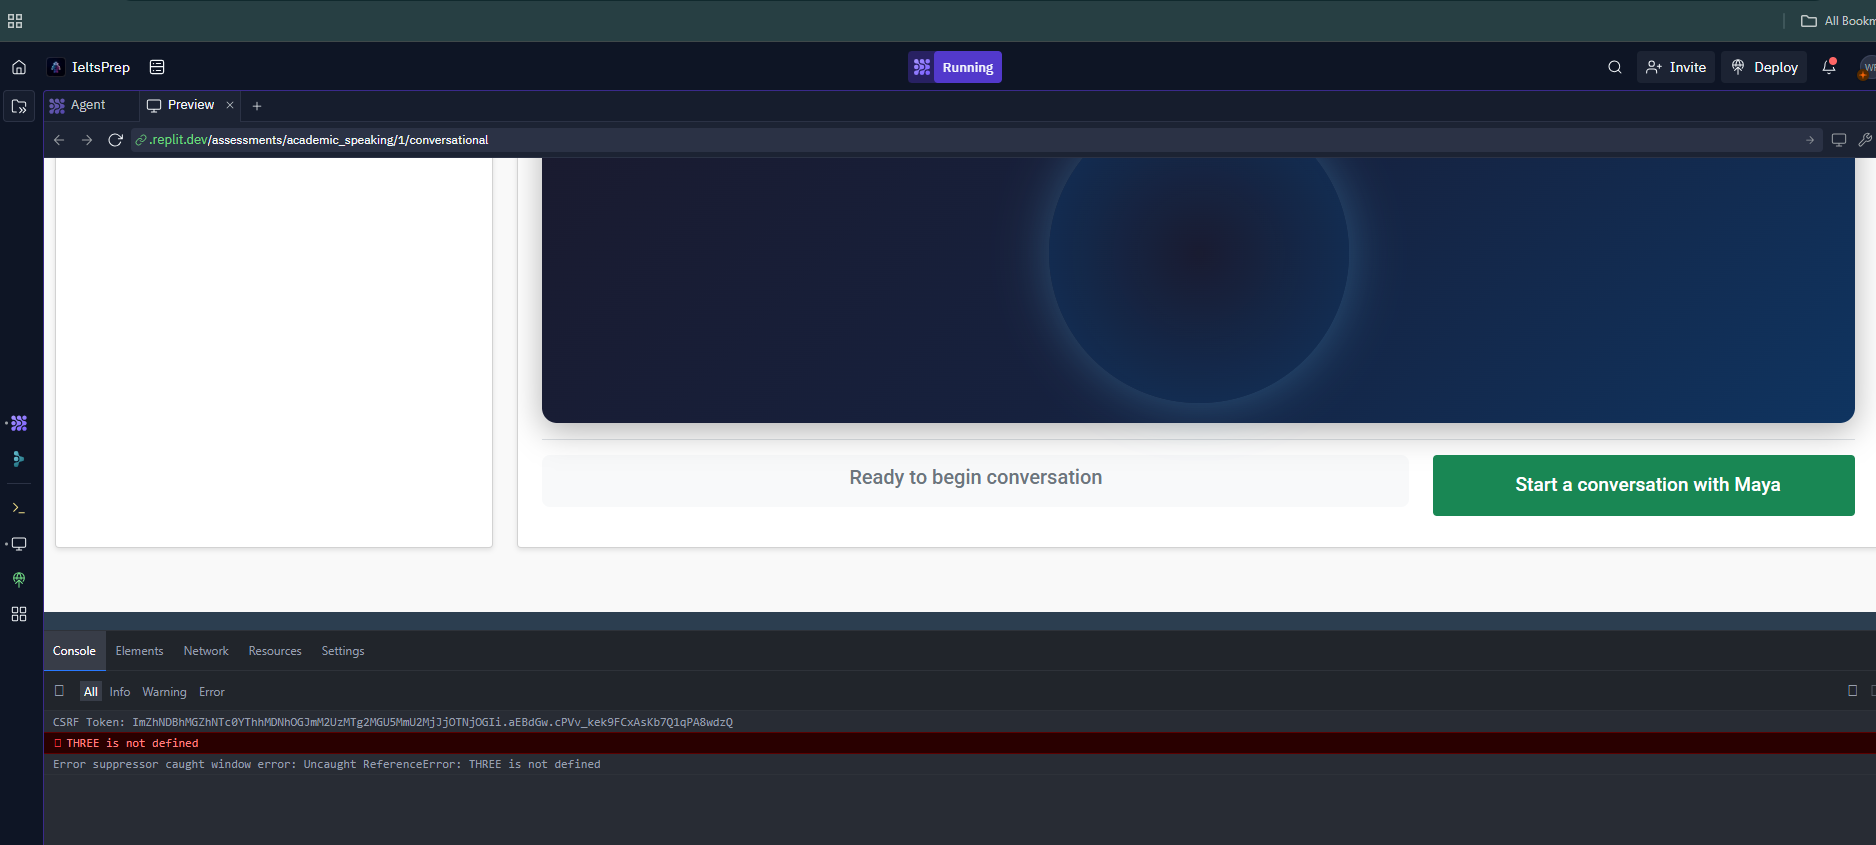 All Bookm
IeltsPrep
Running
Invite
Deploy
WF
Agent
Preview
.replit.dev/assessments/academic_speaking/1/conversational
Ready to begin conversation
Start a conversation with Maya
Console Elements Network Resources Settings
All Info Warning Error
CSRF Token: ImZhNDBhMGZhNTc0YThhMDNhOGJmM2UzMTg2MGU5MmU2MjJjOTNjOGIi.aEBdGw.cPVv_kek9FCxAsKb7Q1qPA8wdzQ
THREE is not defined
Error suppressor caught window error: Uncaught ReferenceError: THREE is not defined